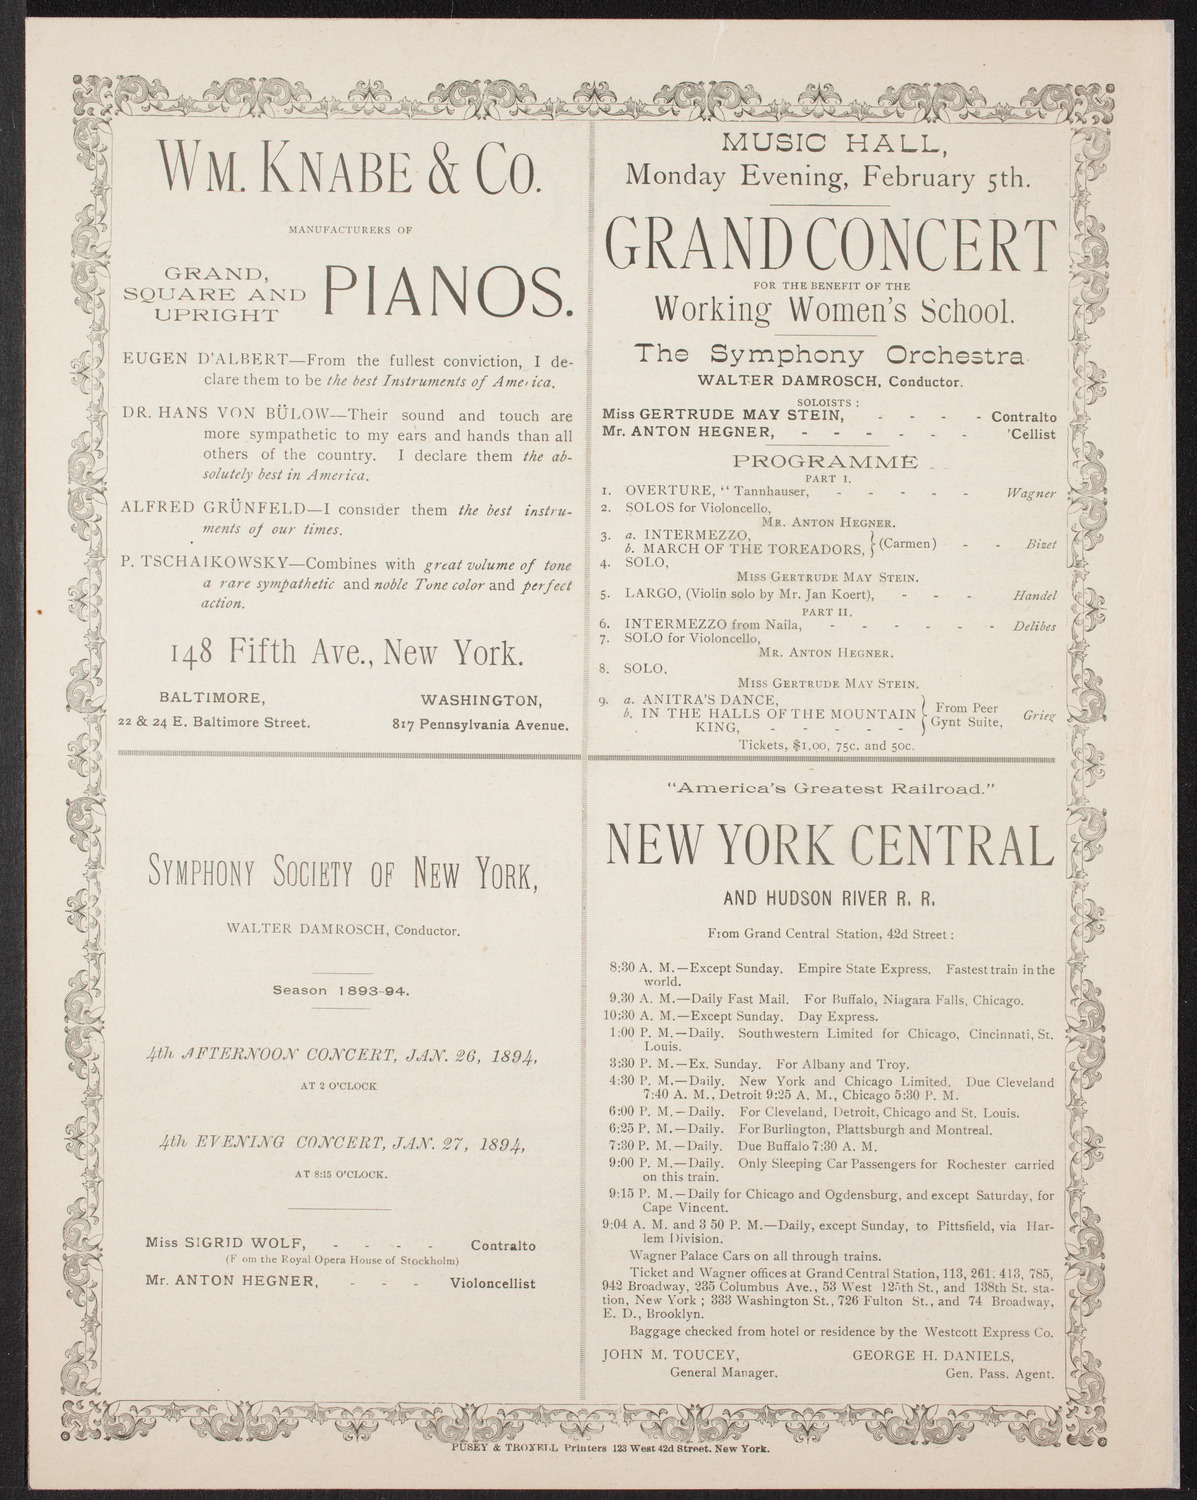 WM. KNABE & CO.
MANUFACTURERS OF
GRAND,
SQUARE AND
UPRIGHT
PIANOS.
EUGEN D'ALBERT—From the fullest conviction, I de-
clare them to be the best Instruments of America.
DR. HANS VON BÜLOW—Their sound and touch are
more sympathetic to my ears and hands than all
others of the country. I declare them the ab-
solutely best in America.
ALFRED GRÜNFELD—I consider them the best instru-
ments of our times.
P. TSCHAIKOWSKY—Combines with great volume of tone
a rare sympathetic and noble Tone color and perfect
action.
148 Fifth Ave., New York.
BALTIMORE,
22 & 24 E. Baltimore Street.
WASHINGTON,
817 Pennsylvania Avenue.
MUSIC HALL,
Monday Evening, February 5th.
GRAND CONCERT
FOR THE BENEFIT OF THE
Working Women's School.
The Symphony Orchestra
WALTER DAMROSCH, Conductor.
SOLOISTS:
Miss GERTRUDE MAY STEIN, - - - - Contralto
Mr. ANTON HEGNER, - - - - - - 'Cellist
PROGRAMME
PART I.
1. OVERTURE, "Tannhauser, - - - - - Wagner
2. SOLOS for Violoncello,
MR. ANTON HEGNER.
3. a. INTERMEZZO,
b. MARCH OF THE TOREADORS, } (Carmen) - - Bizet
4. SOLO,
MISS GERTRUDE MAY STEIN.
5. LARGO, (Violin solo by Mr. Jan Koert), - - - Handel
PART II.
6. INTERMEZZO from Naila, - - - - - - Delibes
7. SOLO for Violoncello,
MR. ANTON HEGNER.
8. SOLO,
MISS GERTRUDE MAY STEIN.
9. a. ANITRA'S DANCE,
b. IN THE HALLS OF THE MOUNTAIN
KING, - - - - - } From Peer
Gynt Suite, Grieg
Tickets, $1.00, 75c. and 50c.
SYMPHONY SOCIETY OF NEW YORK,
WALTER DAMROSCH, Conductor.
Season 1893-94.
4th AFTERNOON CONCERT, JAN. 26, 1894,
AT 2 O'CLOCK
4th EVENING CONCERT, JAN. 27, 1894,
AT 8:15 O'CLOCK.
Miss SIGRID WOLF, - - - - Contralto
(F om the Royal Opera House of Stockholm)
Mr. ANTON HEGNER, - - - Violoncellist
"America's Greatest Railroad."
NEW YORK CENTRAL
AND HUDSON RIVER R. R.
From Grand Central Station, 42d Street:
8:30 A. M.—Except Sunday. Empire State Express. Fastest train in the
world.
9.30 A. M.—Daily Fast Mail. For Buffalo, Niagara Falls, Chicago.
10:30 A. M.—Except Sunday. Day Express.
1:00 P. M.—Daily. Southwestern Limited for Chicago, Cincinnati, St.
Louis.
3:30 P. M.—Ex. Sunday. For Albany and Troy.
4:30 P. M.—Daily. New York and Chicago Limited. Due Cleveland
7:40 A. M., Detroit 9:25 A. M., Chicago 5:30 P. M.
6:00 P. M.—Daily. For Cleveland, Detroit, Chicago and St. Louis.
6:25 P. M.—Daily. For Burlington, Plattsburgh and Montreal.
7:30 P. M.—Daily. Due Buffalo 7:30 A. M.
9:00 P. M.—Daily. Only Sleeping Car Passengers for Rochester carried
on this train.
9:15 P. M.—Daily for Chicago and Ogdensburg, and except Saturday, for
Cape Vincent.
9:04 A. M. and 3 50 P. M.—Daily, except Sunday, to Pittsfield, via Har-
lem Division.
Wagner Palace Cars on all through trains.
Ticket and Wagner offices at Grand Central Station, 113, 261. 413, 785,
942 Broadway, 235 Columbus Ave., 53 West 125th St., and 138th St. sta-
tion, New York; 333 Washington St., 726 Fulton St., and 74 Broadway,
E. D., Brooklyn.
Baggage checked from hotel or residence by the Westcott Express Co.
JOHN M. TOUCEY,
General Manager.
GEORGE H. DANIELS,
Gen. Pass. Agent.
PUSEY & TROXELL Printers 123 West 42d Street. New York.